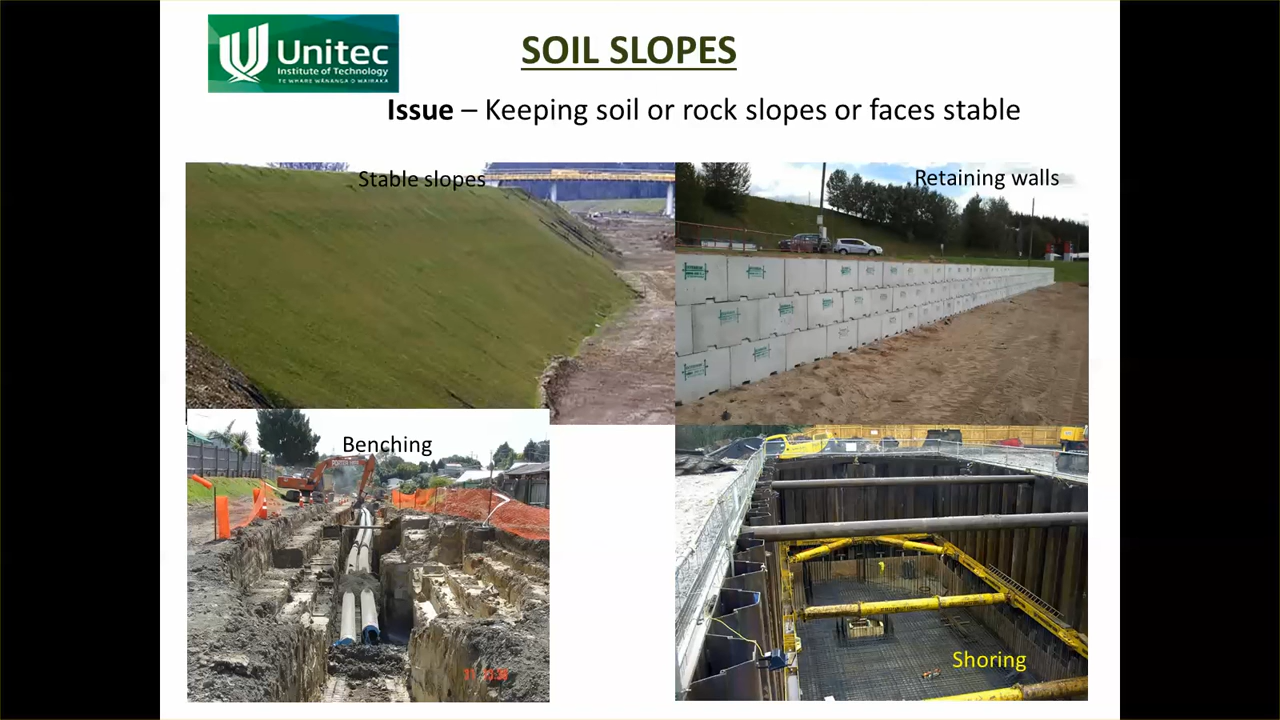 Unitec
Institute of Technology
TE WHARE WĀNANGA O WAIRAKA
SOIL SLOPES
Issue – Keeping soil or rock slopes or faces stable
Stable slopes
Retaining walls
Benching
Shoring